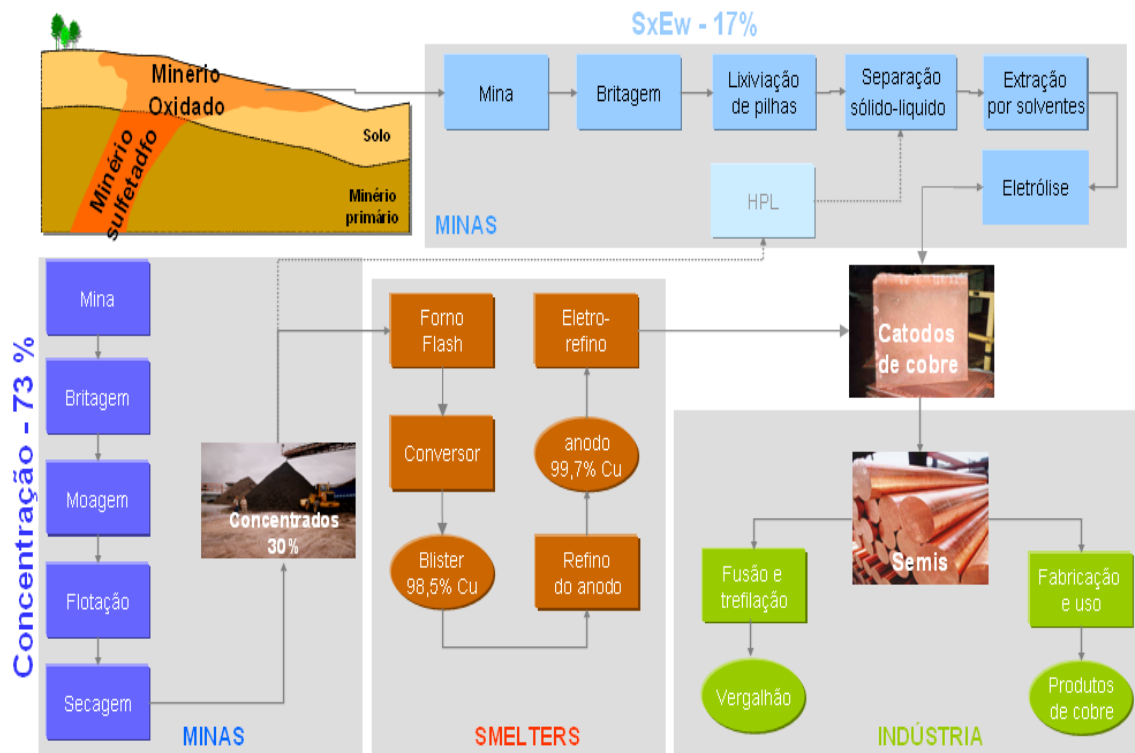 SxEw - 17%
Minério
Oxidado
Solo
Minério
sulfetadfo
Minério
primário
Mina
Britagem
Lixiviação
de pilhas
Separação
sólido-liquido
Extração
por solventes
HPL
Eletrólise
MINAS
Concentração - 73 %
Mina
Britagem
Moagem
Flotação
Secagem
Concentrados
30%
MINAS
Forno
Flash
Conversor
Blister
98,5% Cu
Eletro-
refino
anodo
99,7% Cu
Refino
do anodo
SMELTERS
Catodos
de cobre
Semis
Fusão e
trefilação
Vergalhão
Fabricação
e uso
Produtos
de cobre
INDÚSTRIA